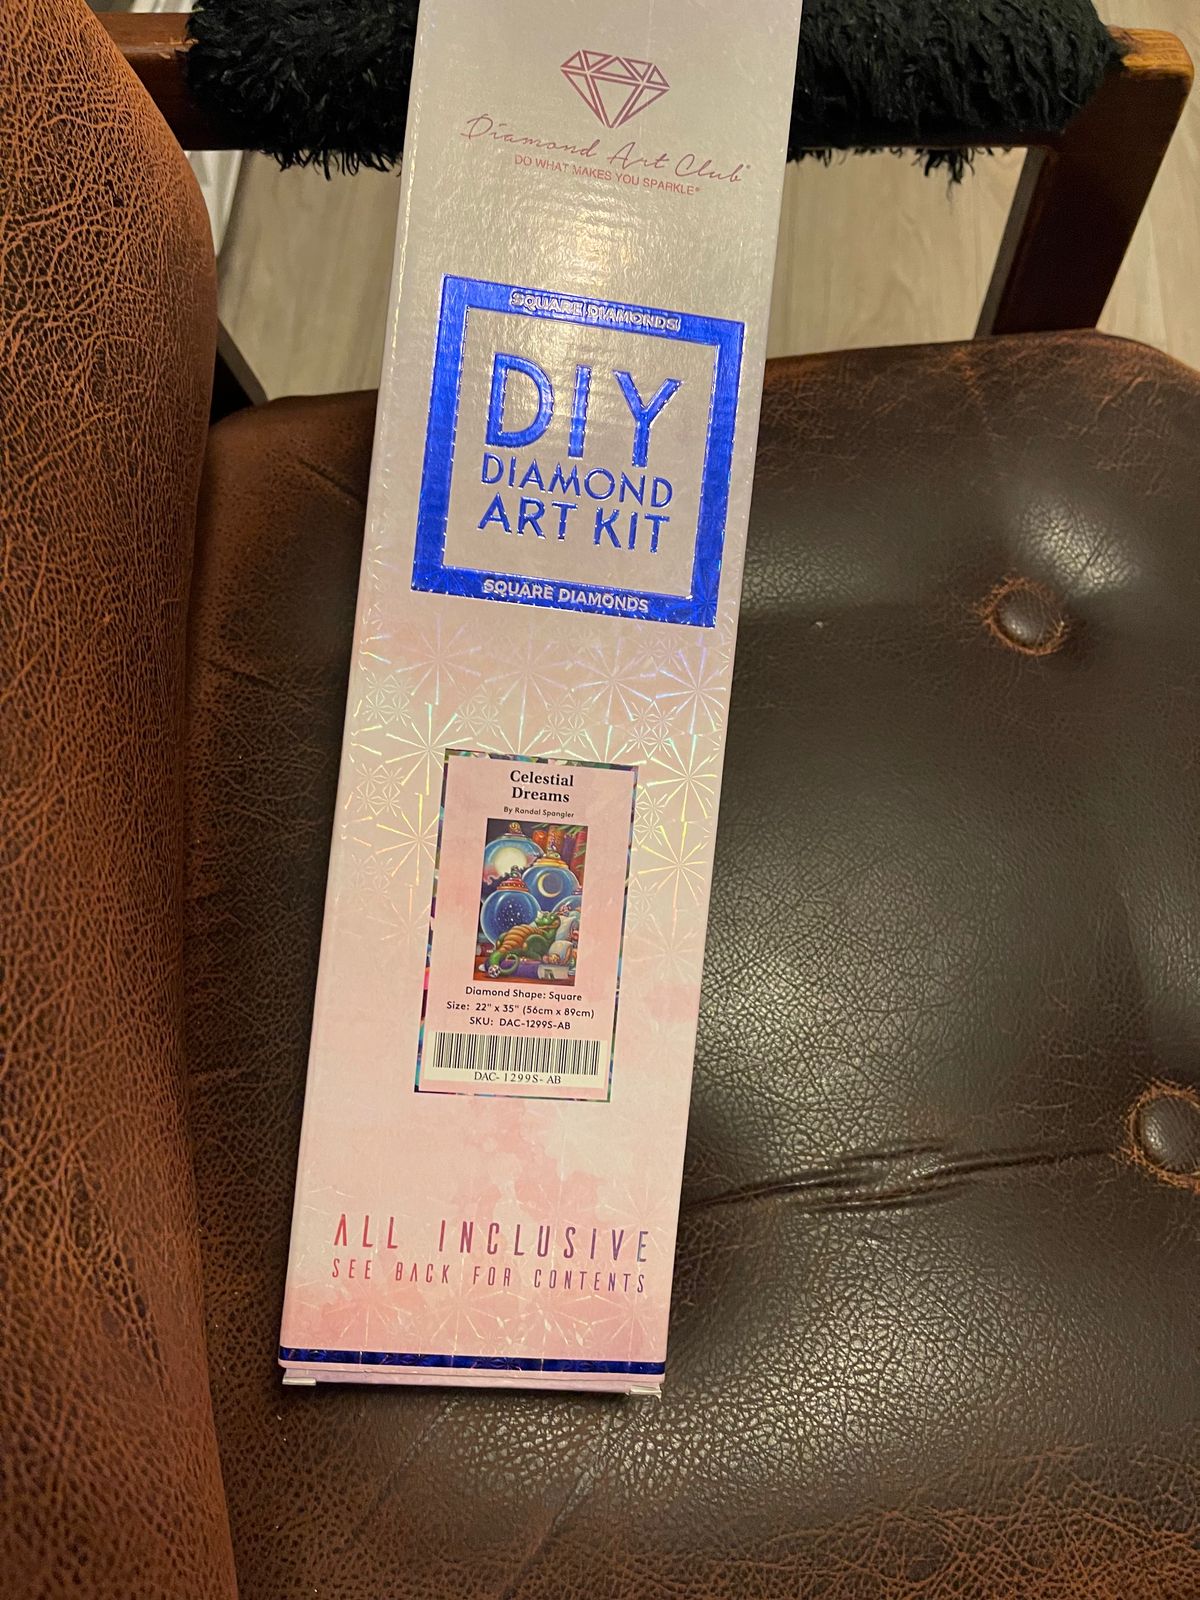 Diamond Art Club®
DO WHAT MAKES YOU SPARKLE®
SQUARE DIAMONDS
DIY
DIAMOND
ART KIT
SQUARE DIAMONDS
Celestial
Dreams
By Randal Spangler
Diamond Shape: Square
Size: 22" x 35" (56cm x 89cm)
SKU: DAC-1299S-AB
DAC- 1299S- AB
ALL INCLUSIVE
SEE BACK FOR CONTENTS